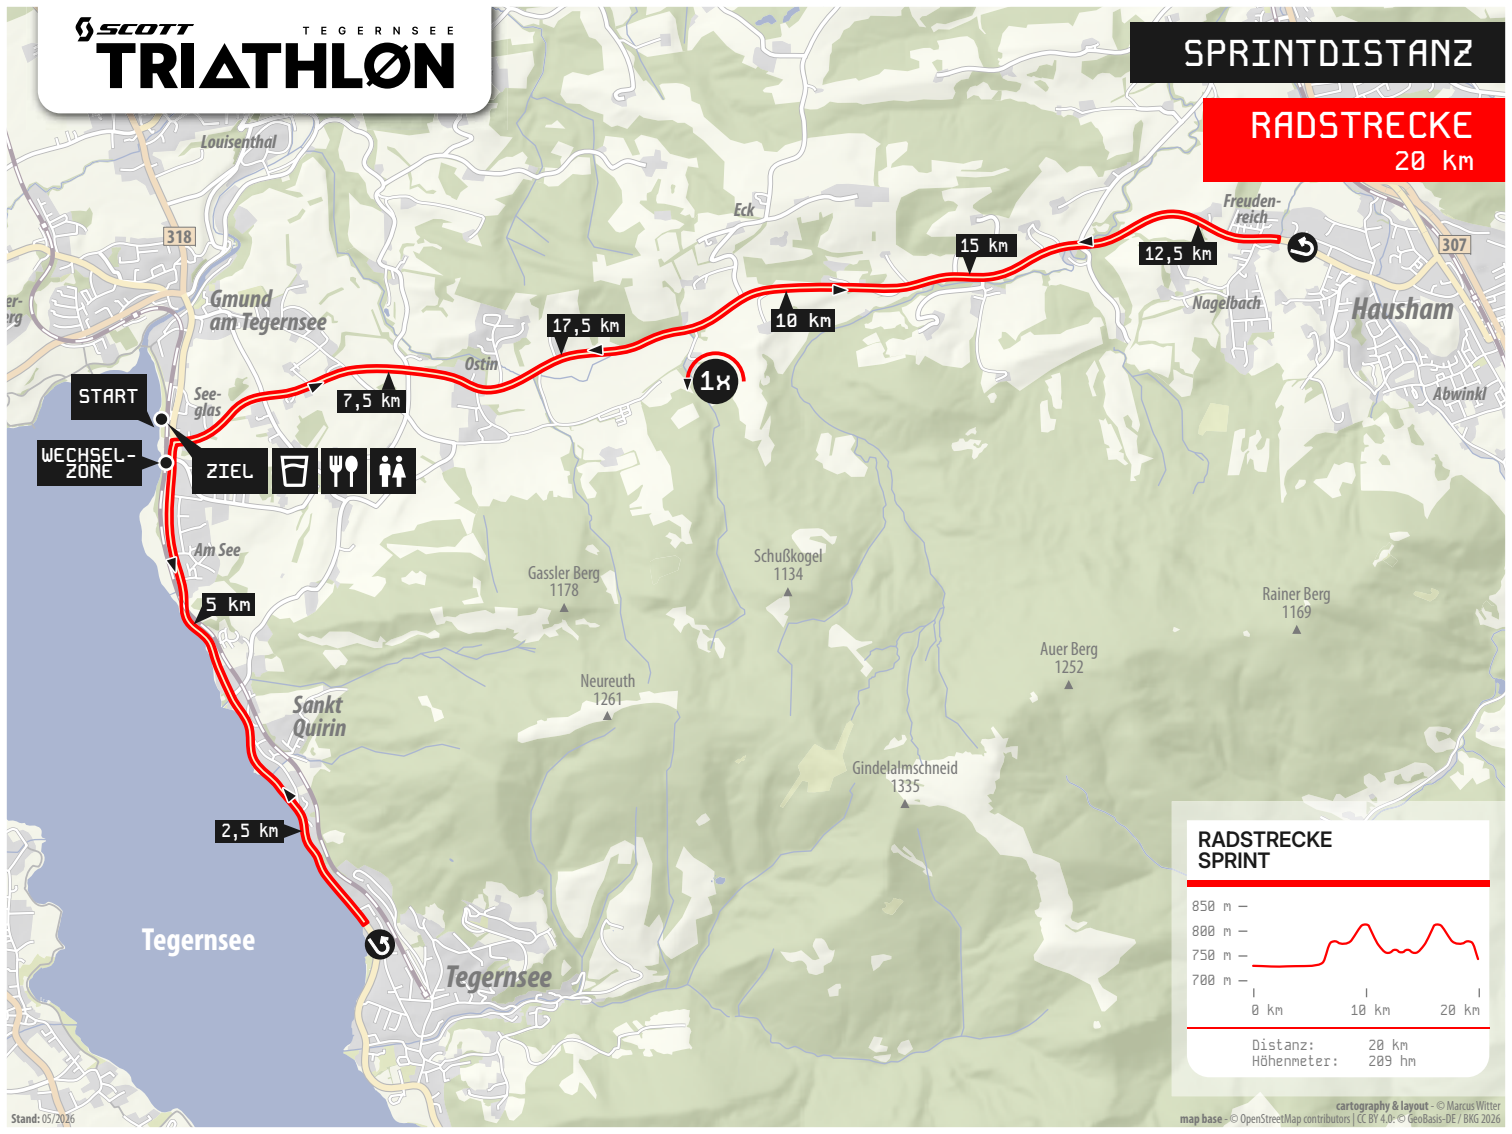 SCOTT
TEGERNSEE
TRIATHLØN
SPRINTDISTANZ
RADSTRECKE
20 km
Louisenthal
318
Eck
Freuden-
reich
307
15 km
12,5 km
Gmund
am Tegernsee
Nagelbach
Hausham
17,5 km
10 km
Ostin
1x
7,5 km
Abwinkl
See-
glas
START
WECHSEL-
ZONE
ZIEL
Am See
5 km
Gassler Berg
1178
Schußkogel
1134
Rainer Berg
1169
Auer Berg
1252
Neureuth
1261
Sankt
Quirin
Gindelalmschneid
1335
2,5 km
Tegernsee
Tegernsee
RADSTRECKE
SPRINT
850 m
800 m
750 m
700 m
0 km 10 km 20 km
Distanz: 20 km
Höhenmeter: 209 hm
Stand: 05/2026
cartography & layout - © Marcus Witter
map base - © OpenStreetMap contributors | CC BY 4.0: © GeoBasis-DE / BKG 2026